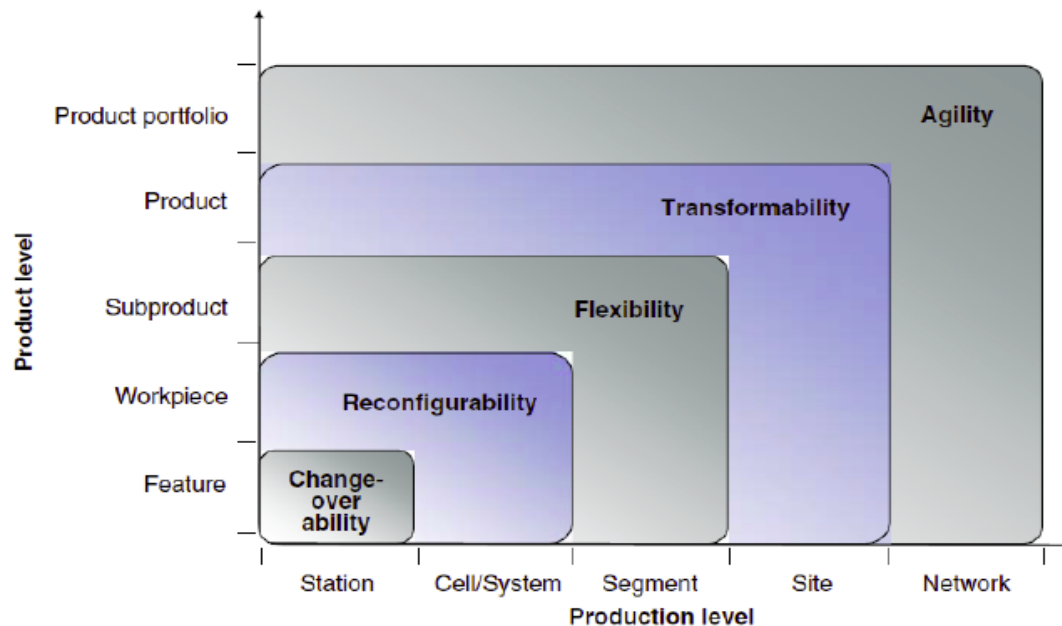 Product portfolio
Agility
Product
Transformability
Product level
Subproduct
Flexibility
Workpiece
Reconfigurability
Feature
Change-
over
ability
Station
Cell/System
Segment
Site
Network
Production level